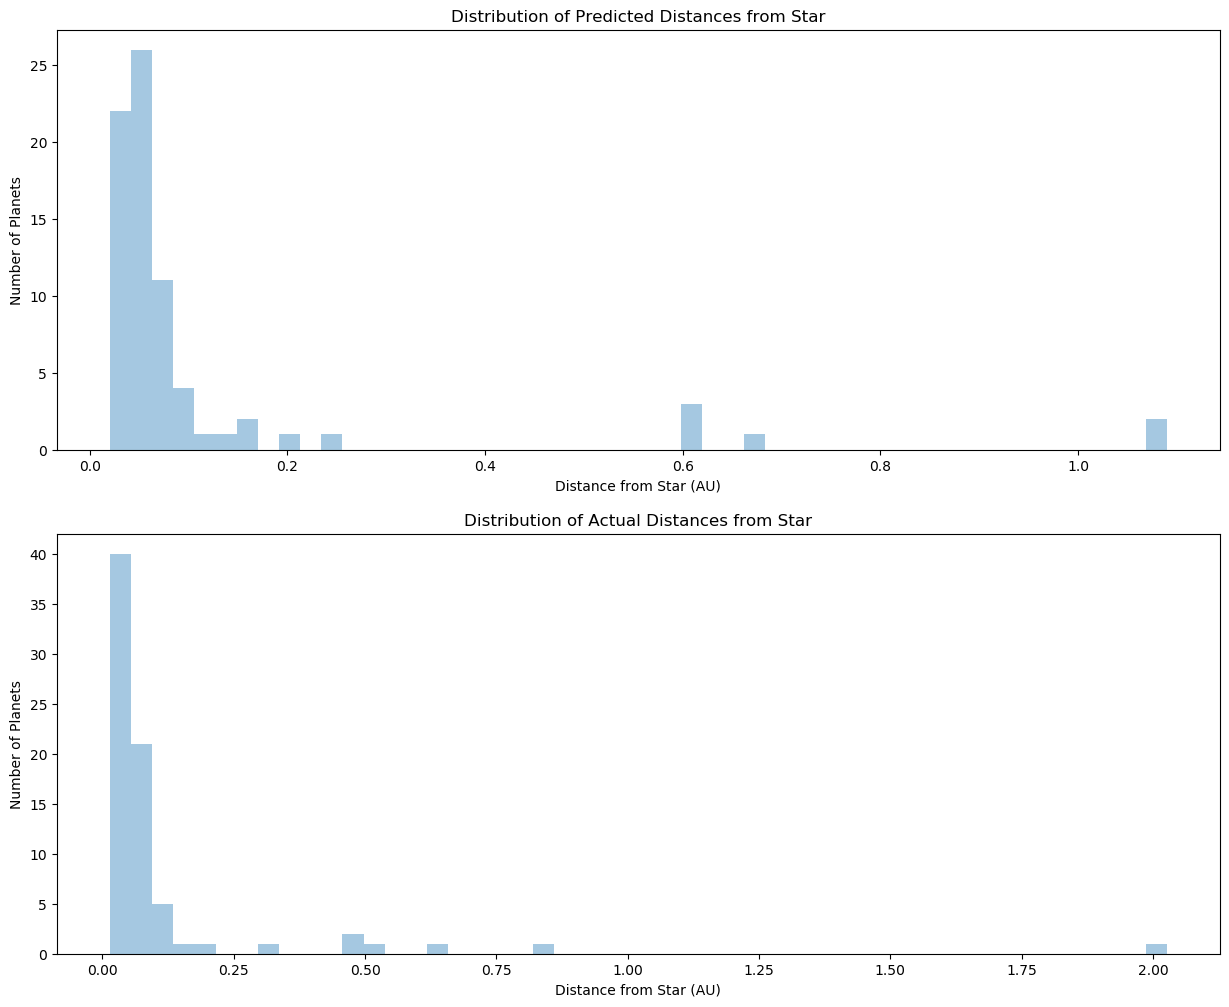 Distribution of Predicted Distances from Star
25
20
15
10
5
0
Number of Planets
0.0 0.2 0.4 0.6 0.8 1.0
Distance from Star (AU)
Distribution of Actual Distances from Star
40
35
30
25
20
15
10
5
0
Number of Planets
0.00 0.25 0.50 0.75 1.00 1.25 1.50 1.75 2.00
Distance from Star (AU)